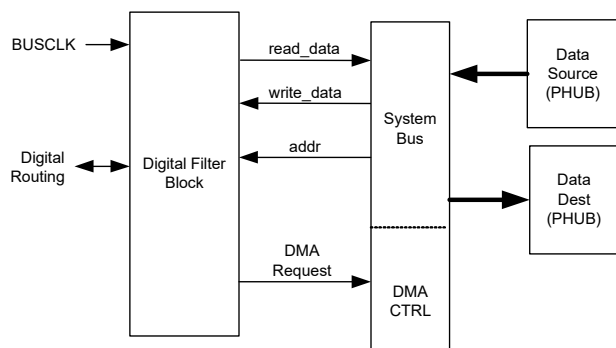 BUSCLK
Digital
Routing
Digital Filter
Block
read_data
write_data
addr
DMA
Request
System
Bus
DMA
CTRL
Data
Source
(PHUB)
Data
Dest
(PHUB)